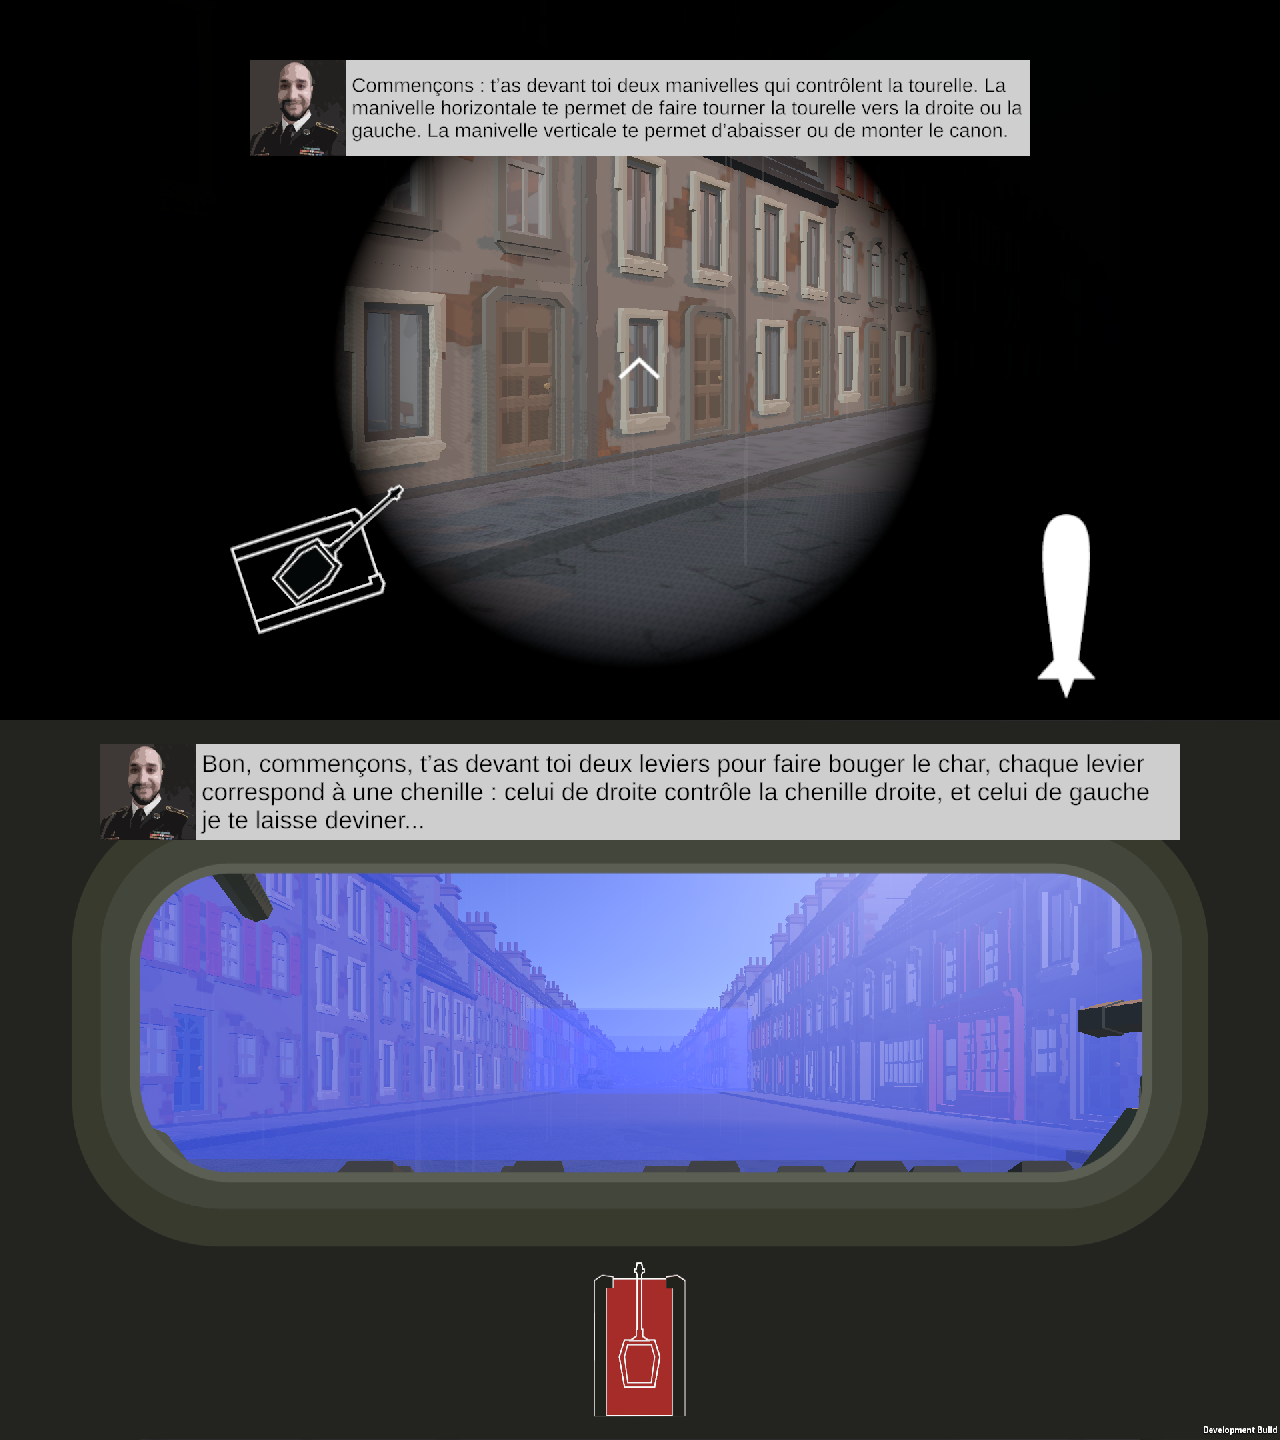 Commençons : t’as devant toi deux manivelles qui contrôlent la tourelle. La
manivelle horizontale te permet de faire tourner la tourelle vers la droite ou la
gauche. La manivelle verticale te permet d’abaisser ou de monter le canon.
Bon, commençons, t’as devant toi deux leviers pour faire bouger le char, chaque levier
correspond à une chenille : celui de droite contrôle la chenille droite, et celui de gauche
je te laisse deviner...
Development Build